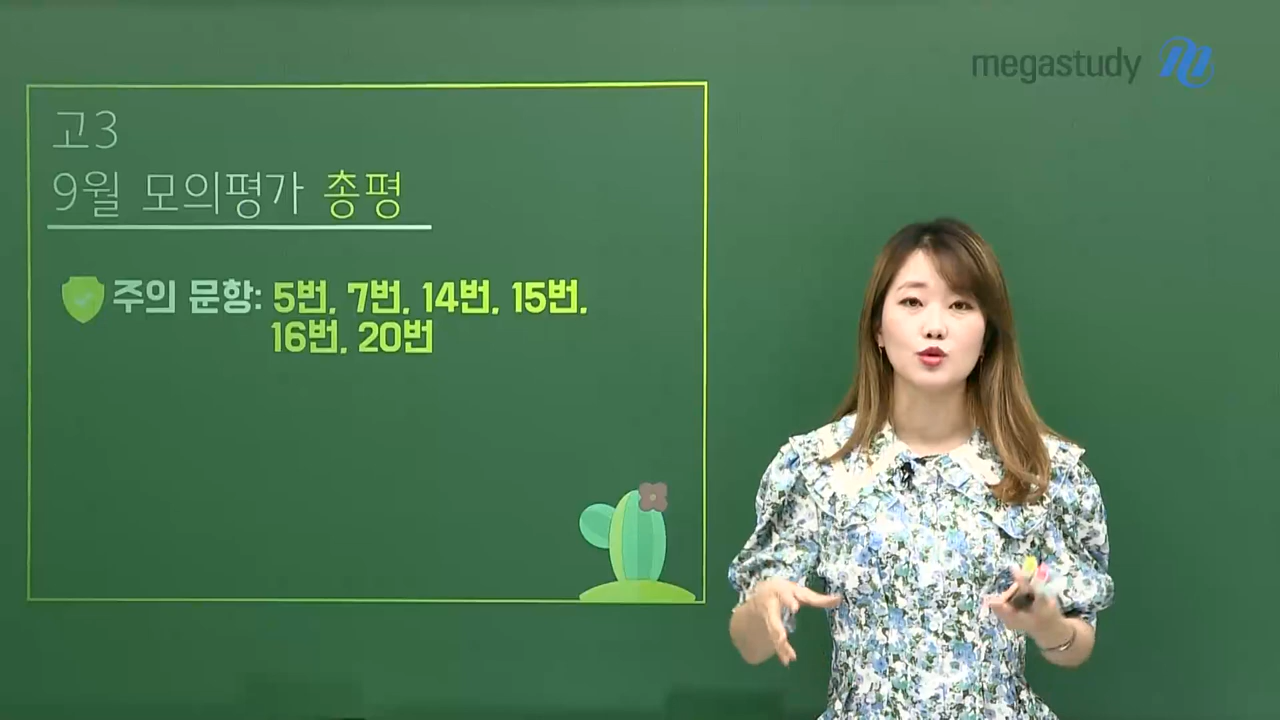 megastudy
고3
9월 모의평가 총평
주의 문항: 5번, 7번, 14번, 15번,
16번, 20번